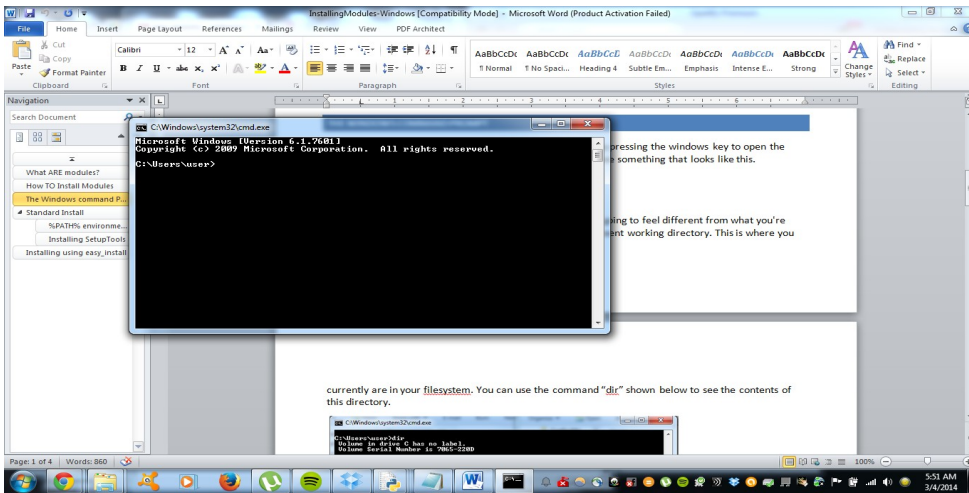 InstallingModules-Windows [Compatibility Mode] - Microsoft Word (Product Activation Failed)
File Home Insert Page Layout References Mailings Review View PDF Architect
Cut
Copy
Format Painter
Paste
Clipboard
Calibri 12
Font
Paragraph
AaBbCcDc AaBbCcDc AaBbCcD AaBbCcDc AaBbCcDc AaBbCcDc AaBbCcDc
¶ Normal ¶ No Spaci... Heading 4 Subtle Em... Emphasis Intense E... Strong
Styles
Change Styles
Find
Replace
Select
Editing
Navigation
Search Document
What ARE modules?
How TO Install Modules
The Windows command P...
Standard Install
%PATH% environme...
Installing SetupTools
Installing using easy_install
C:\Windows\system32\cmd.exe
Microsoft Windows [Version 6.1.7601]
Copyright (c) 2009 Microsoft Corporation. All rights reserved.
C:\Users\user>
pressing the windows key to open the
something that looks like this.
to feel different from what you're
working directory. This is where you
currently are in your filesystem. You can use the command "dir" shown below to see the contents of
this directory.
C:\Windows\system32\cmd.exe
C:\Users\user>dir
Volume in drive C has no label.
Volume Serial Number is 7065-220D
Page: 1 of 4 Words: 860
100%
5:51 AM
3/4/2014